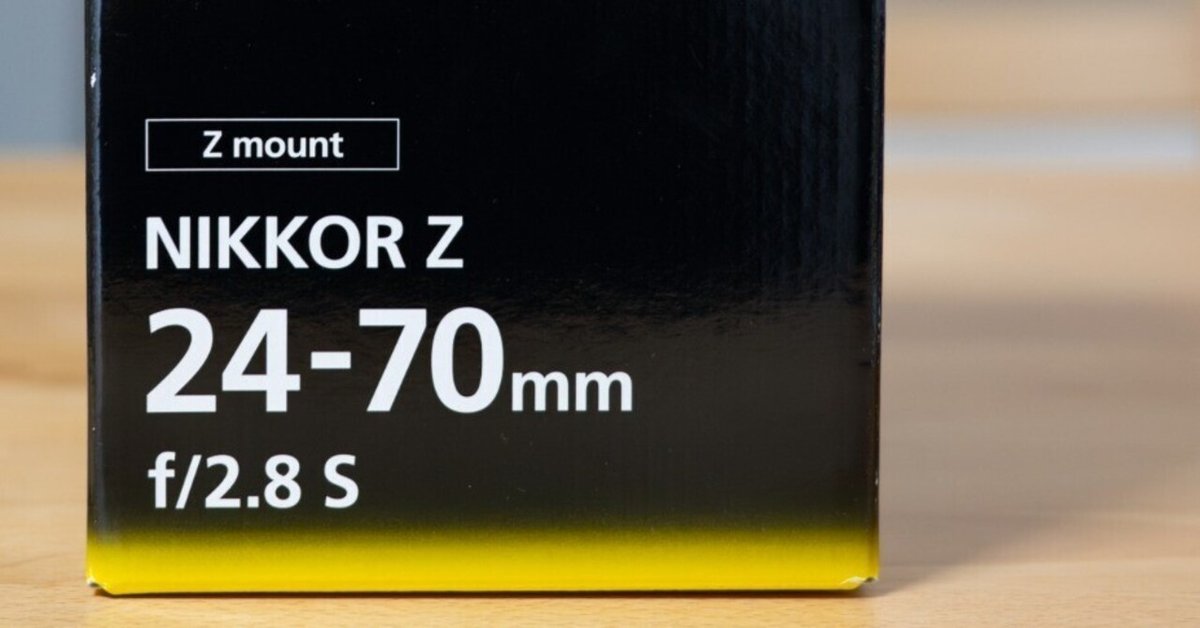 Z mount
NIKKOR Z
24-70mm
f/2.8 S